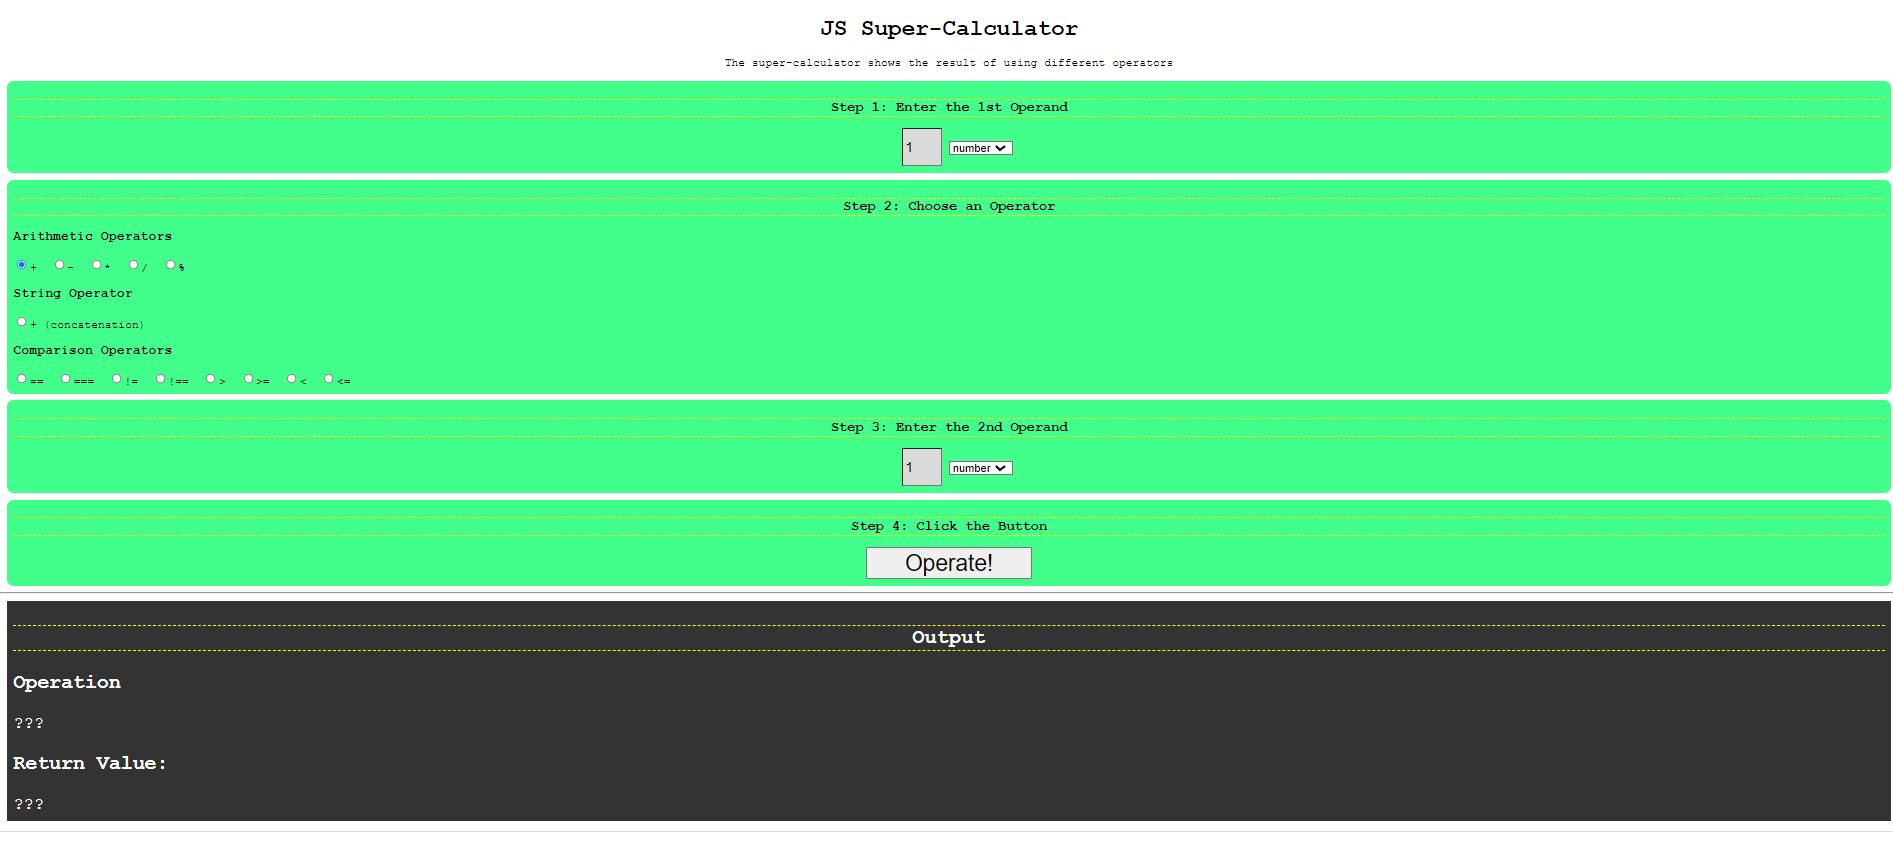 JS Super-Calculator
The super-calculator shows the result of using different operators
Step 1: Enter the 1st Operand
1 number
Step 2: Choose an Operator
Arithmetic Operators
+ - * / %
String Operator
+ (concatenation)
Comparison Operators
== === != !== > >= < <=
Step 3: Enter the 2nd Operand
1 number
Step 4: Click the Button
Operate!
Output
Operation
???
Return Value:
???